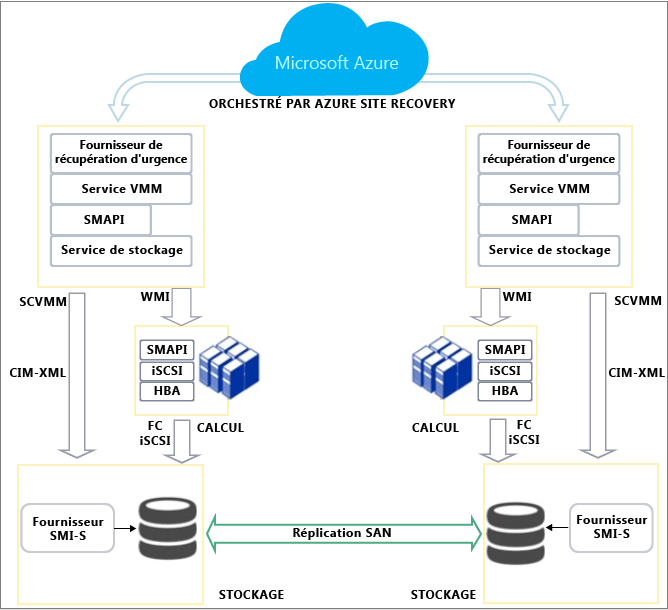 Microsoft Azure
ORCHESTRÉ PAR AZURE SITE RECOVERY
Fournisseur de
récupération d'urgence
Service VMM
SMAPI
Service de stockage
Fournisseur de
récupération d'urgence
Service VMM
SMAPI
Service de stockage
SCVMM
WMI
WMI
SCVMM
CIM-XML
SMAPI
iSCSI
HBA
SMAPI
iSCSI
HBA
CIM-XML
FC
iSCSI
CALCUL
CALCUL
FC
iSCSI
Fournisseur
SMI-S
Réplication SAN
Fournisseur
SMI-S
STOCKAGE
STOCKAGE